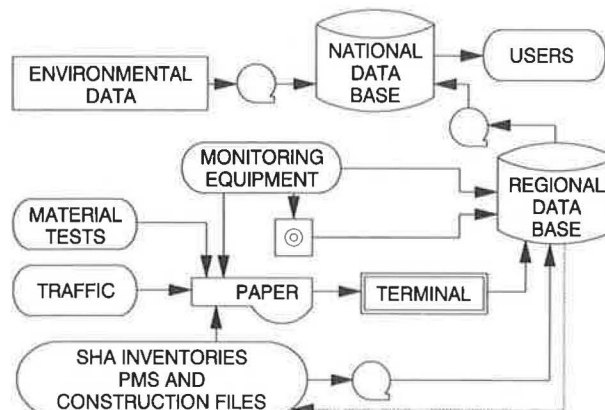 ENVIRONMENTAL
DATA
NATIONAL
DATA
BASE
USERS
MONITORING
EQUIPMENT
REGIONAL
DATA
BASE
MATERIAL
TESTS
TRAFFIC
PAPER
TERMINAL
SHA INVENTORIES
PMS AND
CONSTRUCTION FILES